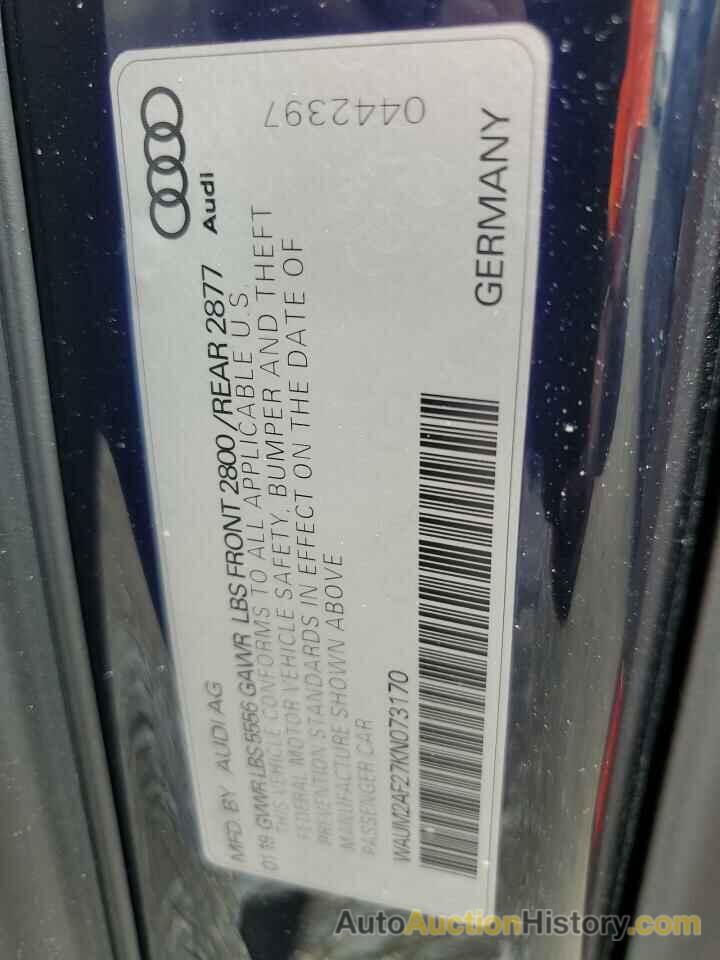 MFD. BY AUDI AG
01/19 GVWR LBS 5556 GAWR LBS FRONT 2800 /REAR 2877
THIS VEHICLE CONFORMS TO ALL APPLICABLE U.S.
FEDERAL MOTOR VEHICLE SAFETY, BUMPER AND THEFT
PREVENTION STANDARDS IN EFFECT ON THE DATE OF
MANUFACTURE SHOWN ABOVE
PASSENGER CAR
WAUM2AF27KN073170
Audi
0442397
GERMANY
AutoAuctionHistory.com